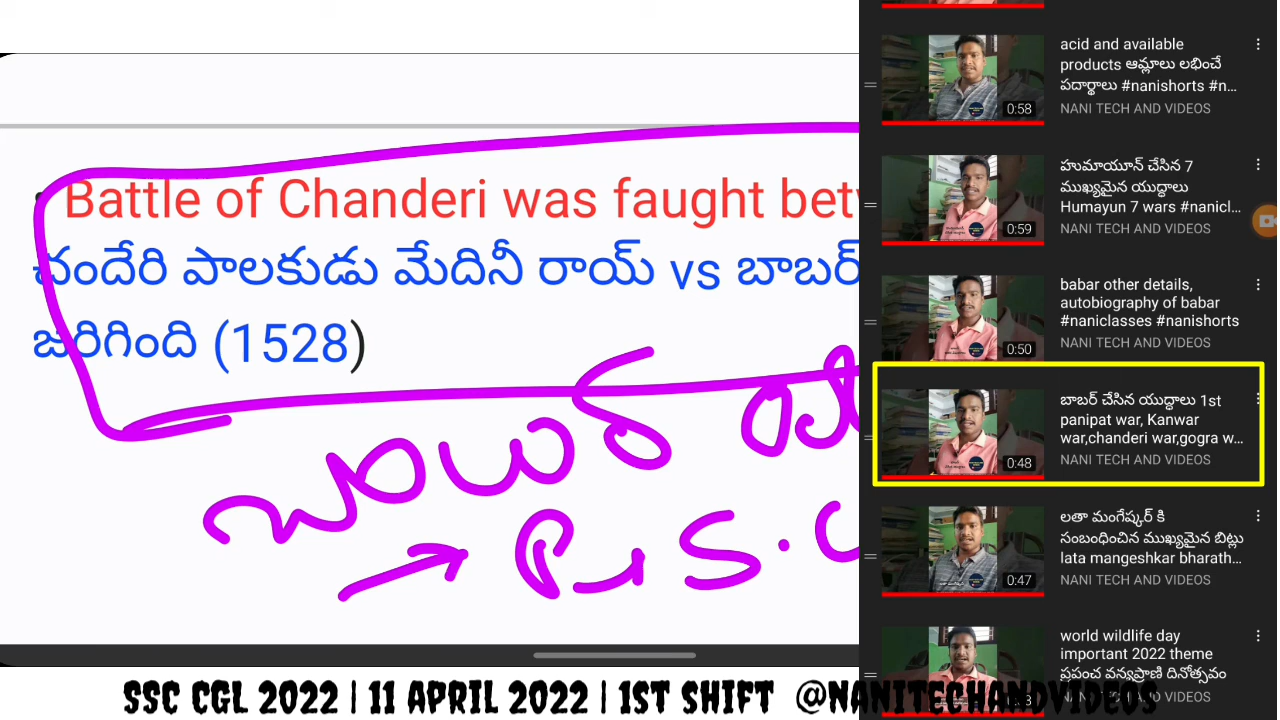 Battle of Chanderi was faught bet
చందేరి పాలకుడు మేదినీ రాయ్ vs బాబర్
జరిగింది (1528)
acid and available
products ఆమ్లాలు లభించే
పదార్థాలు #nanishorts #n...
NANI TECH AND VIDEOS
0:58
హుమాయూన్ చేసిన 7
ముఖ్యమైన యుద్ధాలు
Humayun 7 wars #nanicl...
NANI TECH AND VIDEOS
0:59
babar other details,
autobiography of babar
#naniclasses #nanishorts
NANI TECH AND VIDEOS
0:50
బాబర్ చేసిన యుద్ధాలు 1st
panipat war, Kanwar
war,chanderi war,gogra w...
NANI TECH AND VIDEOS
0:48
లతా మంగేష్కర్ కి
సంబంధించిన ముఖ్యమైన బిట్లు
lata mangeshkar bharath...
NANI TECH AND VIDEOS
0:47
world wildlife day
important 2022 theme
ప్రపంచ వన్యప్రాణి దినోత్సవం
NANI TECH AND VIDEOS
SSC CGL 2022 | 11 APRIL 2022 | 1ST SHIFT @NANITECHANDVIDEOS